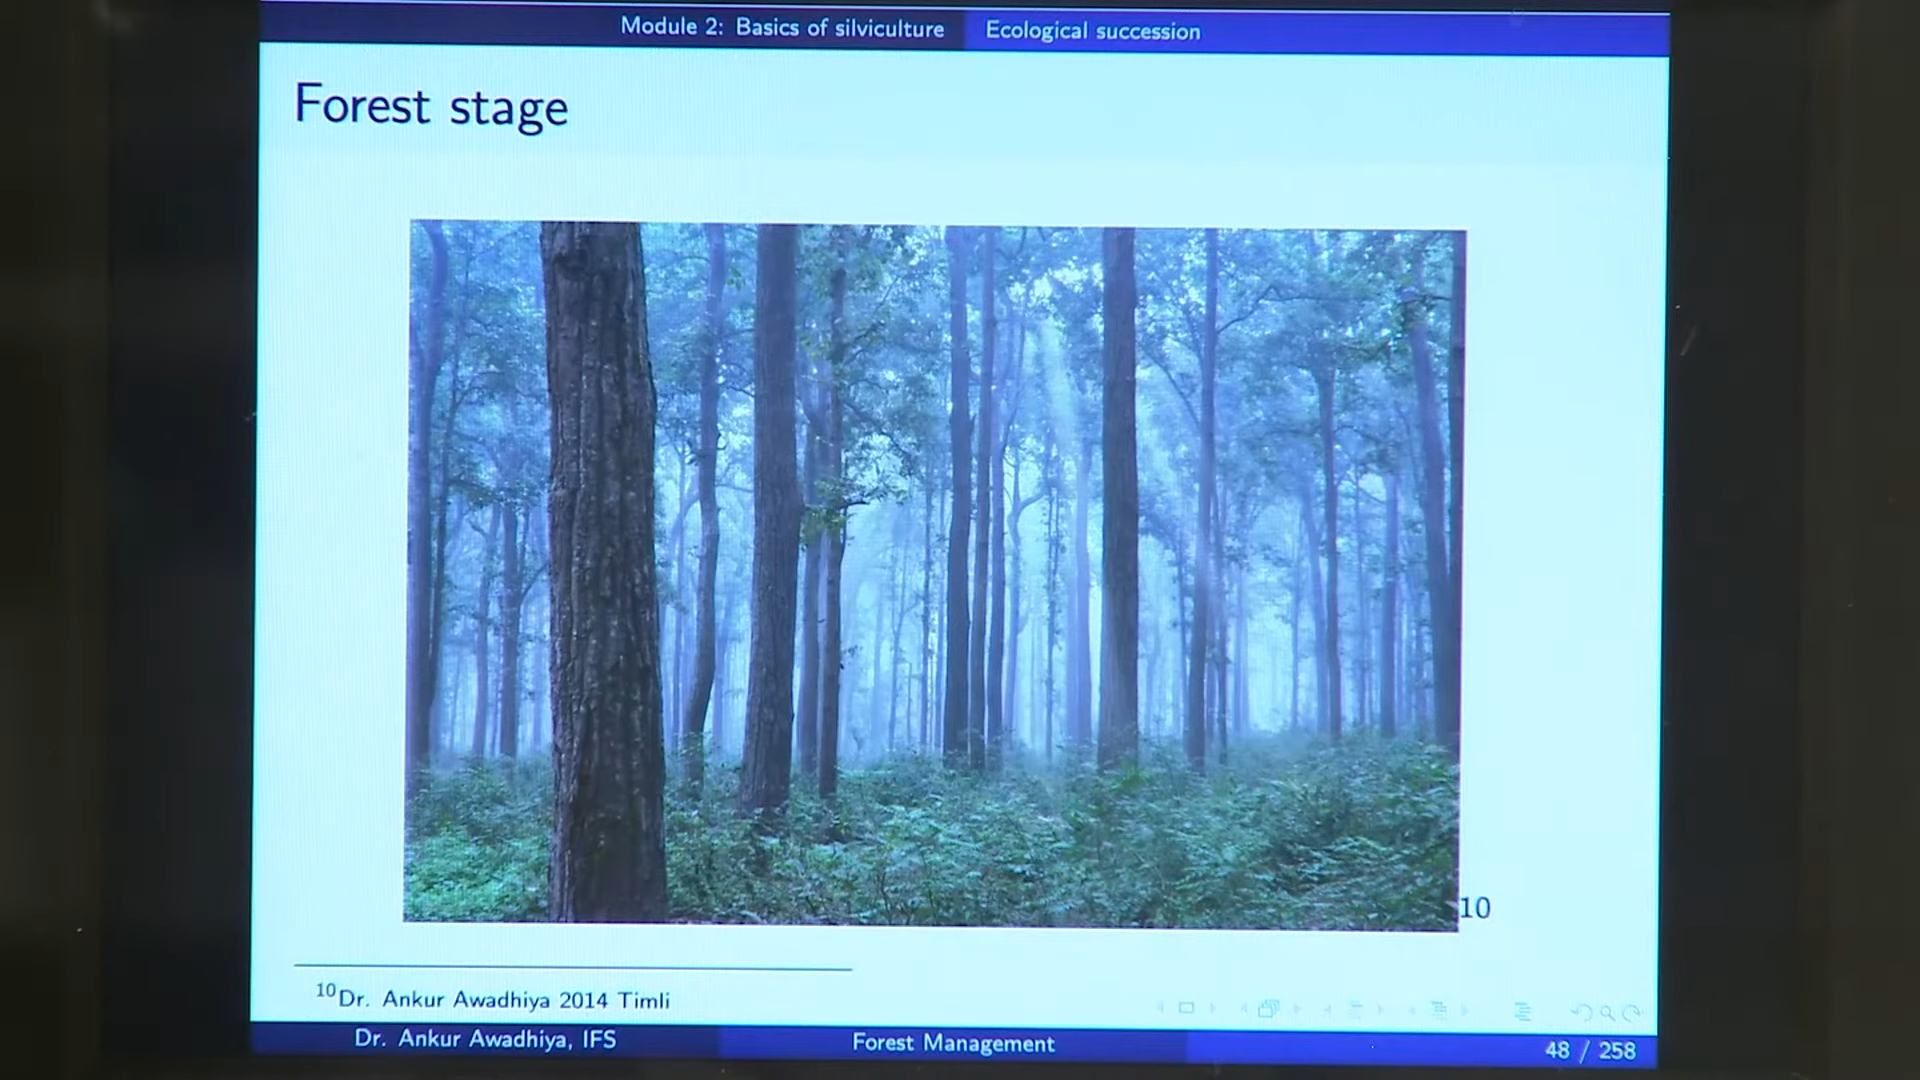 Module 2: Basics of silviculture Ecological succession
Forest stage
10
10Dr. Ankur Awadhiya 2014 Timli
Dr. Ankur Awadhiya, IFS Forest Management 48 / 258